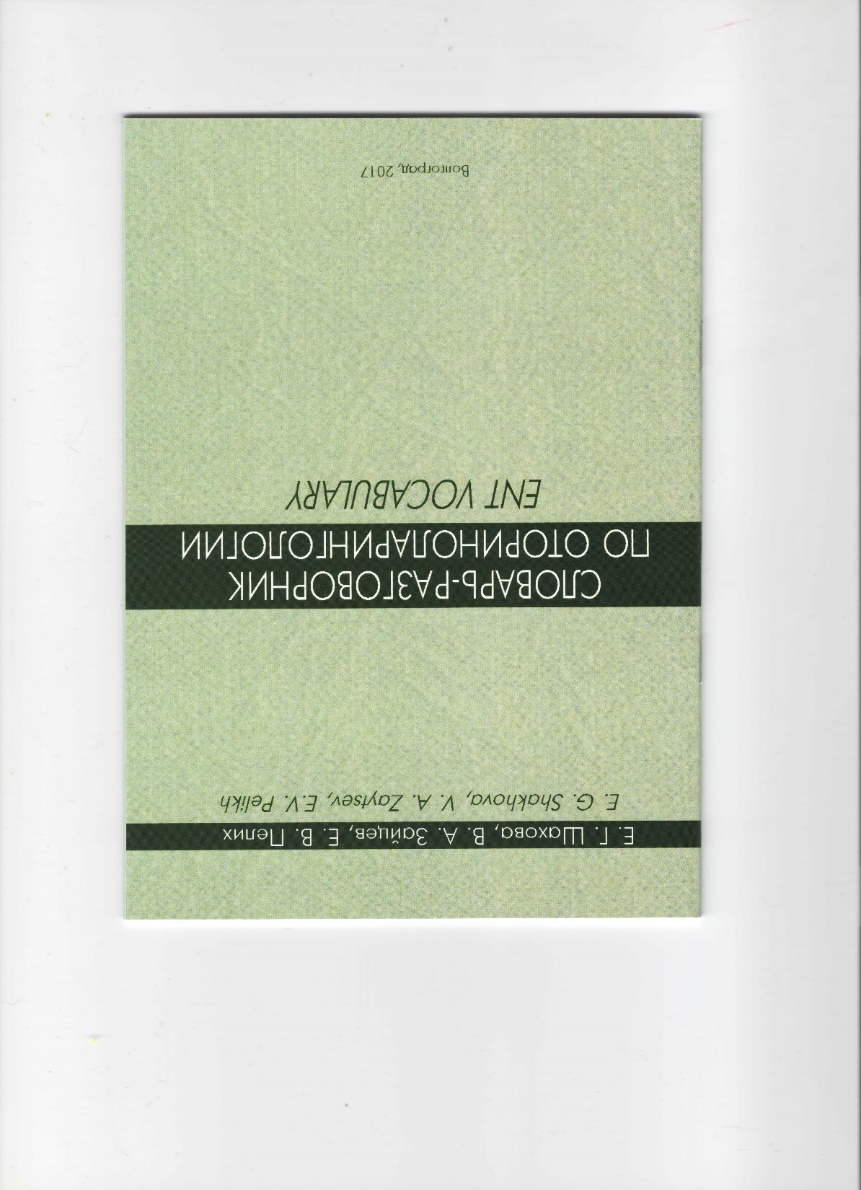 Е. Г. Шахова, В. А. Зайцев, Е. В. Пелих
E. G. Shakhova, V. A. Zaytsev, E.V. Pelikh
СЛОВАРЬ-РАЗГОВОРНИК
ПО ОТОРИНОЛАРИНГОЛОГИИ
ENT VOCABULARY
Волгоград, 2017